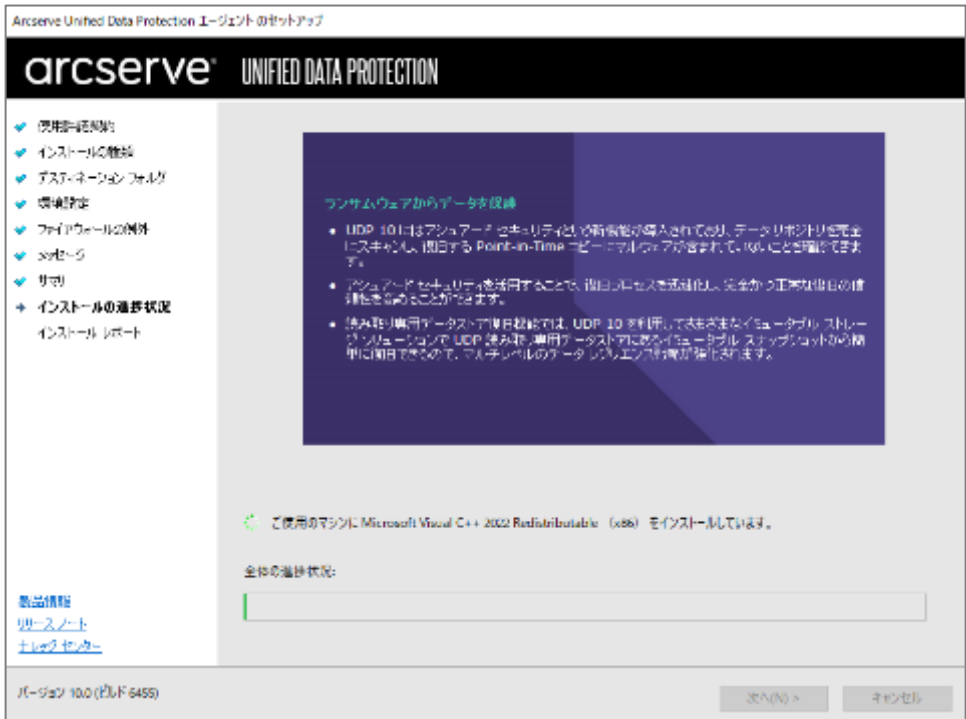 Arcserve Unified Data Protection エージェント のセットアップ
arcserve® UNIFIED DATA PROTECTION
使用許諾契約
インストールの種類
デスティネーション フォルダ
環境設定
ファイアウォールの例外
メッセージ
サマリ
インストールの進捗状況
インストール レポート
ランサムウェアからデータを保護
• UDP 10 にはアシュアード セキュリティという新機能が導入されており、データ リポジトリを完全
にスキャンし、復旧する Point-in-Time コピーにマルウェアが含まれていないことを確認できま
す。
• アシュアード セキュリティを活用することで、復旧プロセスを迅速化し、完全かつ正常な復旧の信
頼性を高めることができます。
• 読み取り専用データストア復旧機能では、UDP 10 を利用してさまざまなイミュータブル ストレー
ジ ソリューションで UDP 読み取り専用データストアにあるイミュータブル スナップショットから簡
単に復旧できるので、マルチレベルのデータ レジリエンス戦略が強化されます。
ご使用のマシンに Microsoft Visual C++ 2022 Redistributable （x86） をインストールしています。
全体の進捗状況:
製品情報
リリース ノート
ナレッジ センター
バージョン 10.0 (ビルド 6455)
次へ(N) >
キャンセル